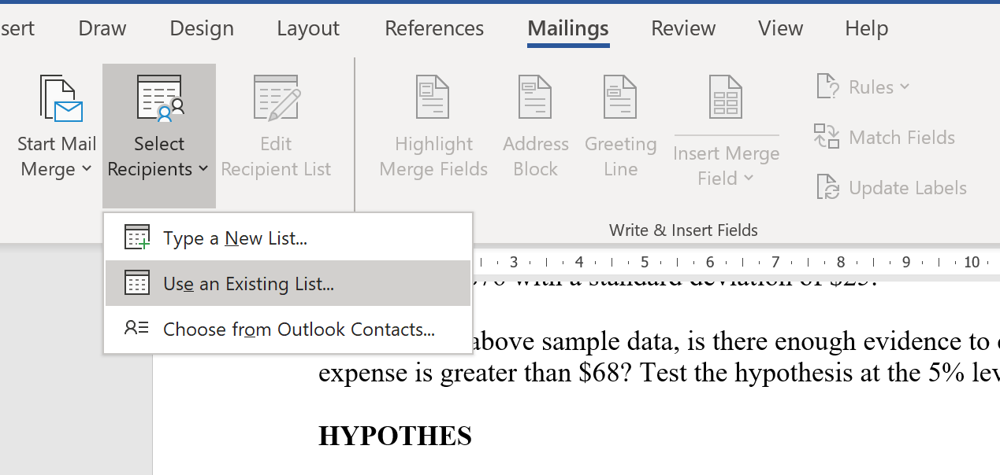 sert Draw Design Layout References Mailings Review View Help
Start Mail Merge
Select Recipients
Edit Recipient List
Highlight Merge Fields
Address Block
Greeting Line
Insert Merge Field
Rules
Match Fields
Update Labels
Write & Insert Fields
Type a New List...
Use an Existing List...
Choose from Outlook Contacts...
3 4 5 6 7 8 9 10
with a standard deviation of $25.
above sample data, is there enough evidence to
expense is greater than $68? Test the hypothesis at the 5% lev
HYPOTHES